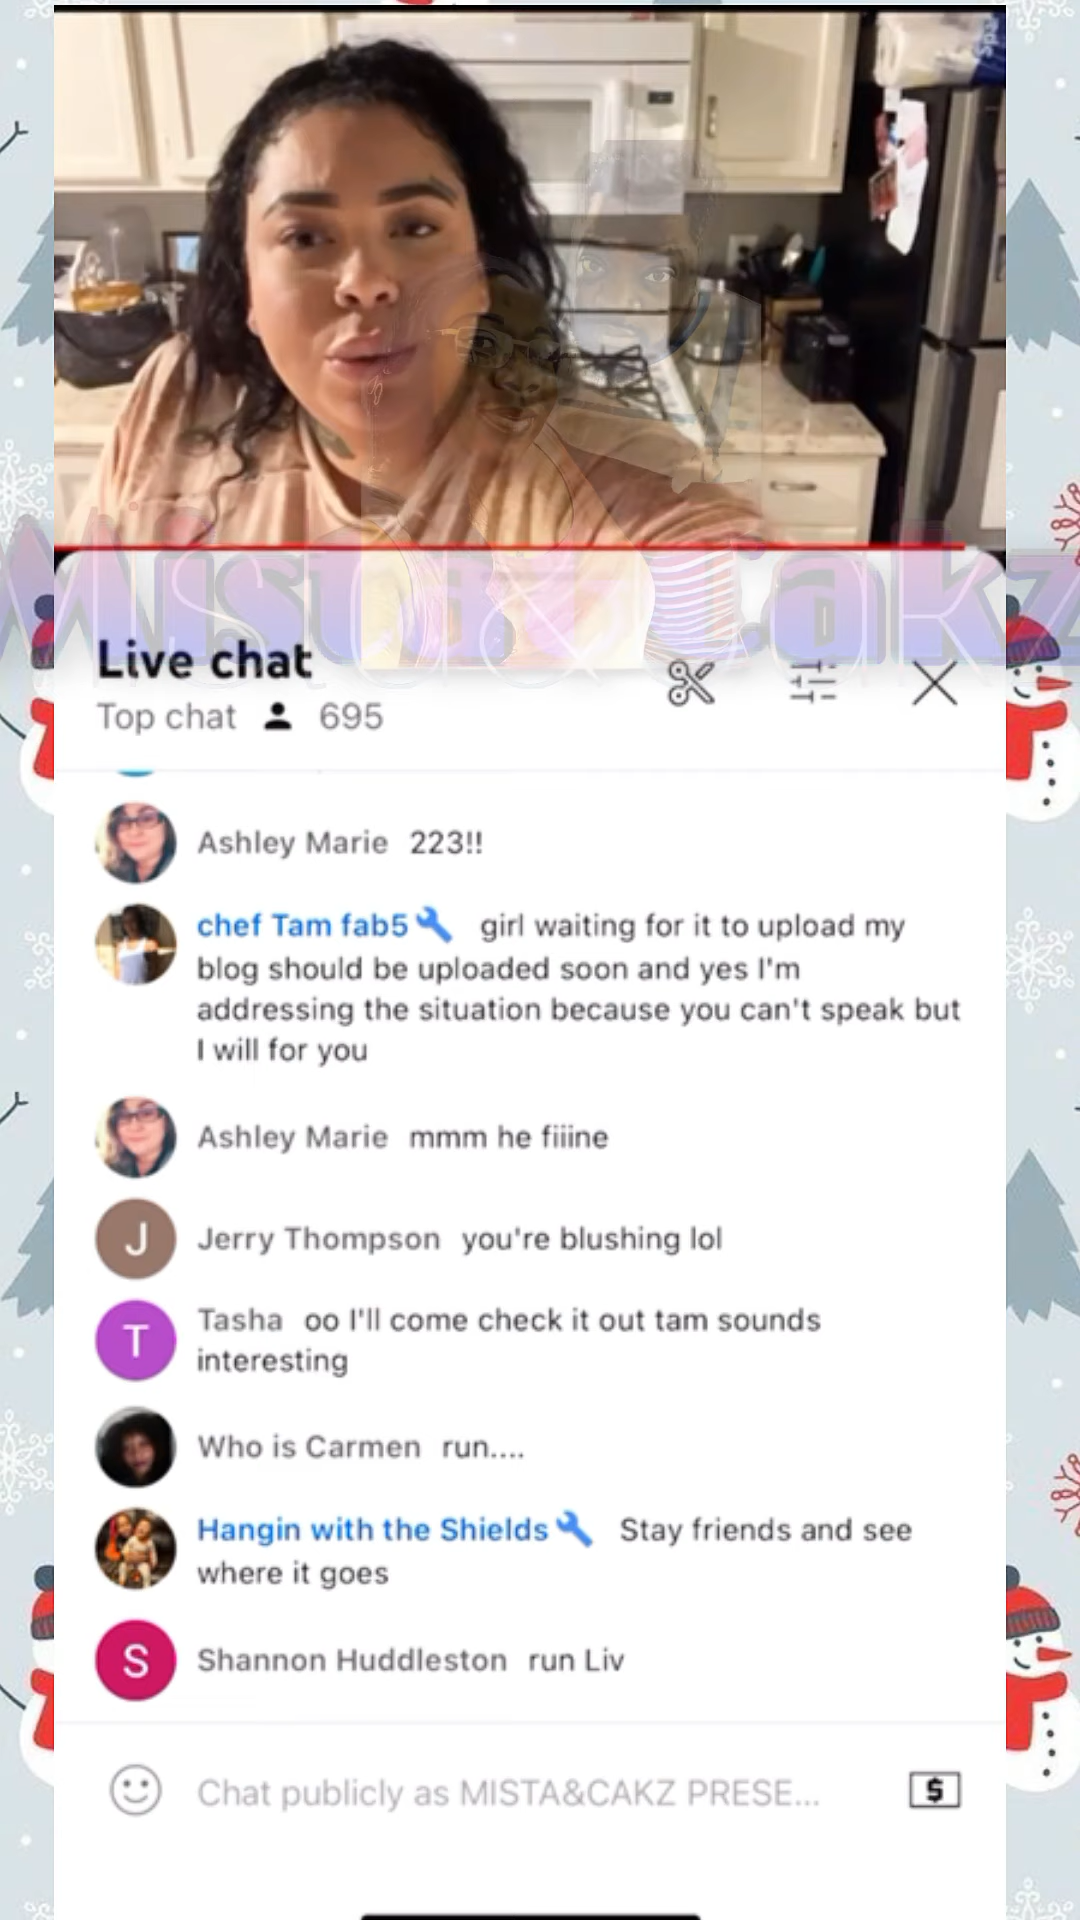 Mista & Cakz
Live chat
Top chat 695
Ashley Marie 223!!
chef Tam fab5 girl waiting for it to upload my
blog should be uploaded soon and yes I'm
addressing the situation because you can't speak but
I will for you
Ashley Marie mmm he fiiine
Jerry Thompson you're blushing lol
J
Tasha oo I'll come check it out tam sounds
interesting
T
Who is Carmen run....
Hangin with the Shields Stay friends and see
where it goes
Shannon Huddleston run Liv
S
Chat publicly as MISTA&CAKZ PRESE...
$